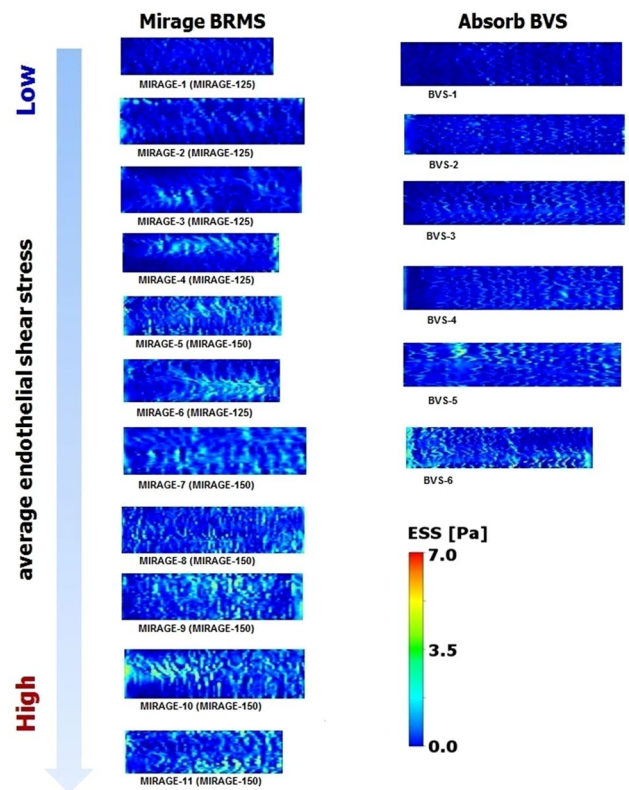 Mirage BRMS
Absorb BVS
Low
average endothelial shear stress
High
MIRAGE-1 (MIRAGE-125)
MIRAGE-2 (MIRAGE-125)
MIRAGE-3 (MIRAGE-125)
MIRAGE-4 (MIRAGE-125)
MIRAGE-5 (MIRAGE-150)
MIRAGE-6 (MIRAGE-125)
MIRAGE-7 (MIRAGE-150)
MIRAGE-8 (MIRAGE-150)
MIRAGE-9 (MIRAGE-150)
MIRAGE-10 (MIRAGE-150)
MIRAGE-11 (MIRAGE-150)
BVS-1
BVS-2
BVS-3
BVS-4
BVS-5
BVS-6
ESS [Pa]
7.0
3.5
0.0